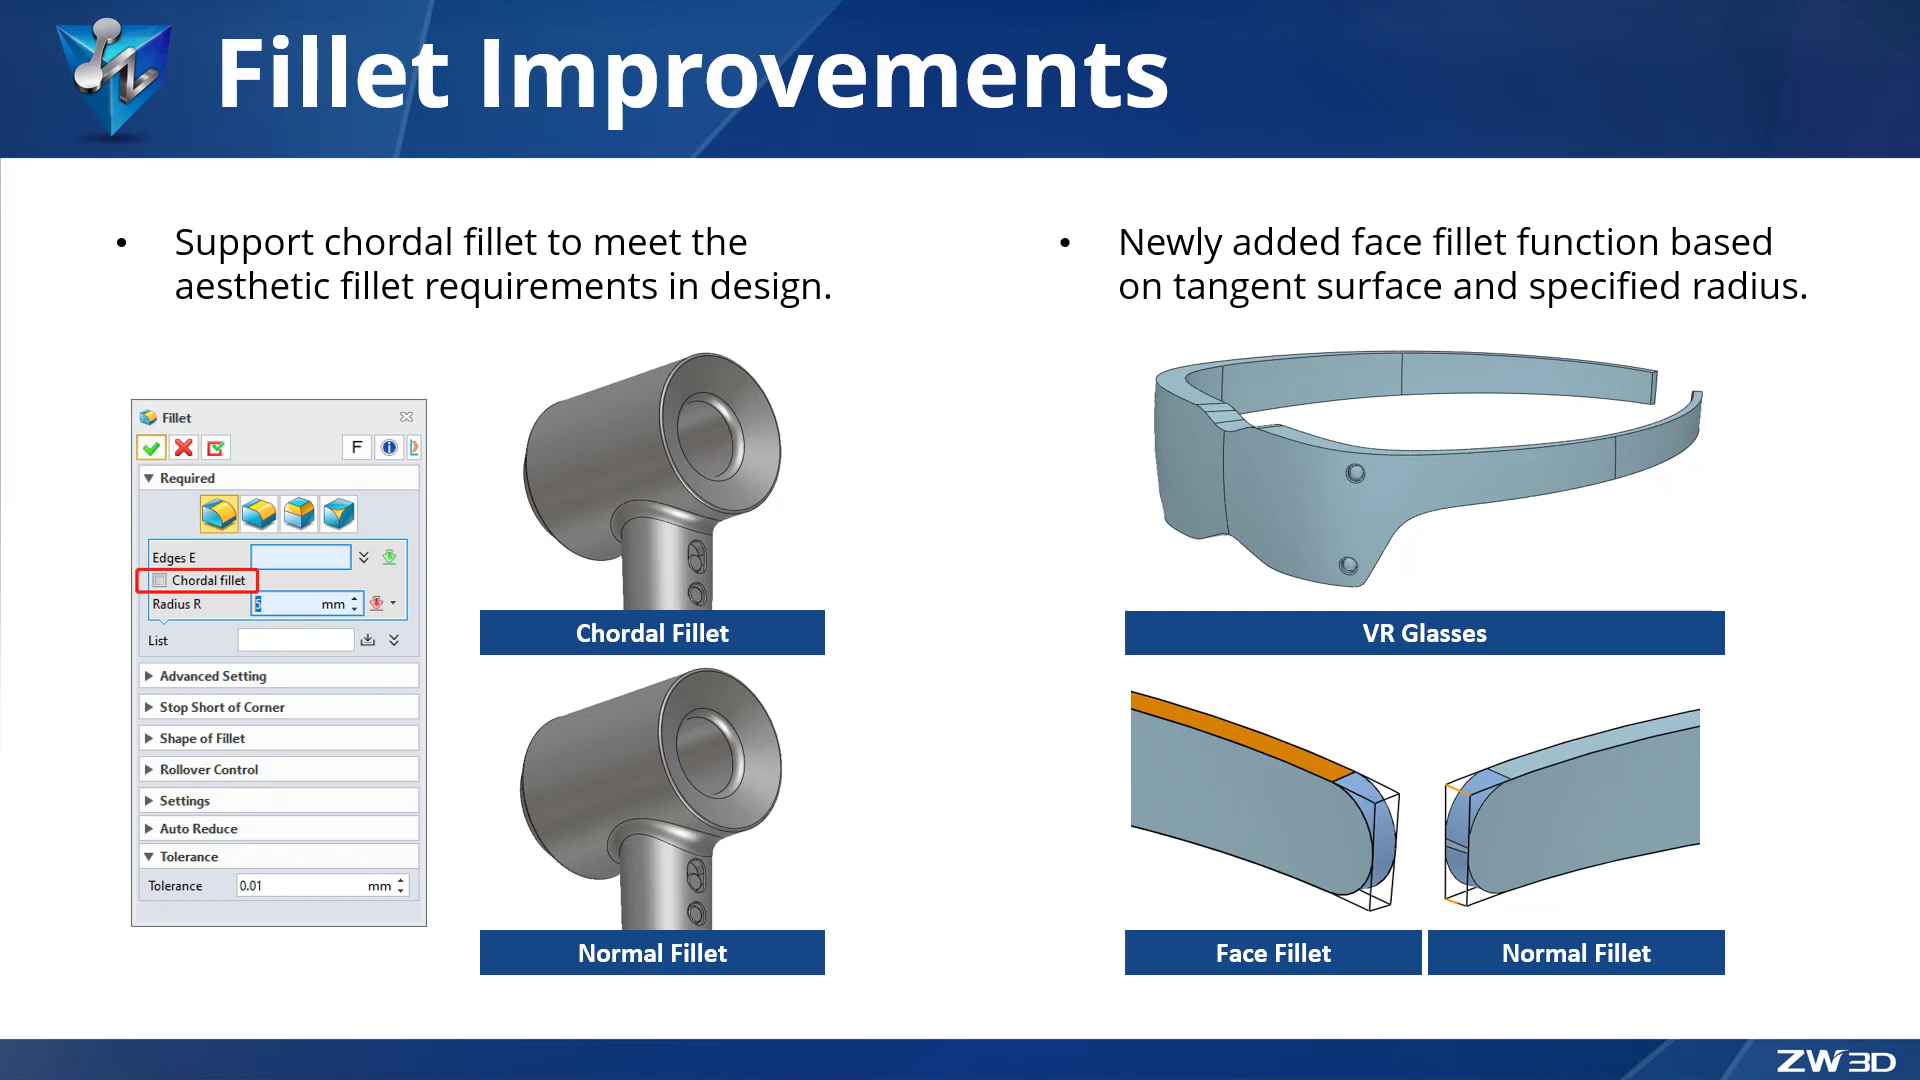 Fillet Improvements
• Support chordal fillet to meet the
aesthetic fillet requirements in design.
• Newly added face fillet function based
on tangent surface and specified radius.
Fillet
F
Required
Edges E
Chordal fillet
Radius R 5 mm
List
Advanced Setting
Stop Short of Corner
Shape of Fillet
Rollover Control
Settings
Auto Reduce
Tolerance
Tolerance 0.01 mm
Chordal Fillet
Normal Fillet
VR Glasses
Face Fillet
Normal Fillet
ZW3D